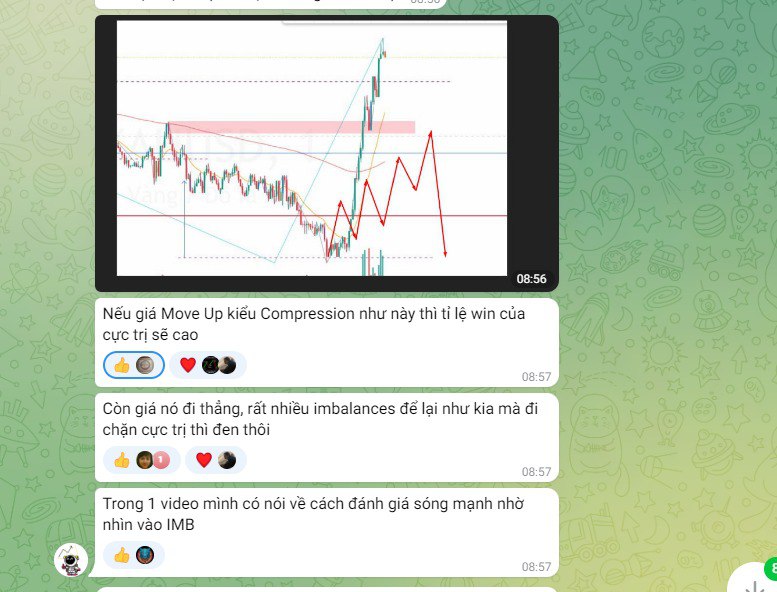 08:56
Nếu giá Move Up kiểu Compression như này thì tỉ lệ win của
cực trị sẽ cao
08:57
Còn giá nó đi thẳng, rất nhiều imbalances để lại như kia mà đi
chặn cực trị thì đen thôi
1
08:57
Trong 1 video mình có nói về cách đánh giá sóng mạnh nhờ
nhìn vào IMB
08:57